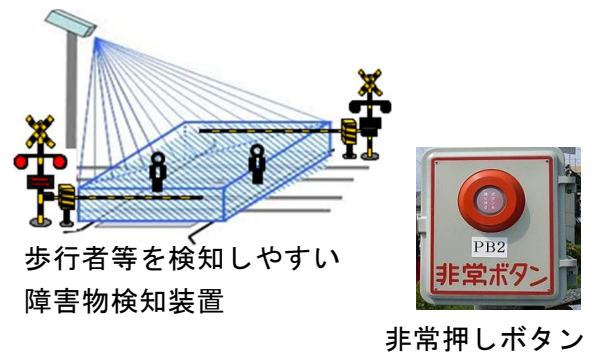 歩行者等を検知しやすい
障害物検知装置
PB2
非常ボタン
非常押しボタン